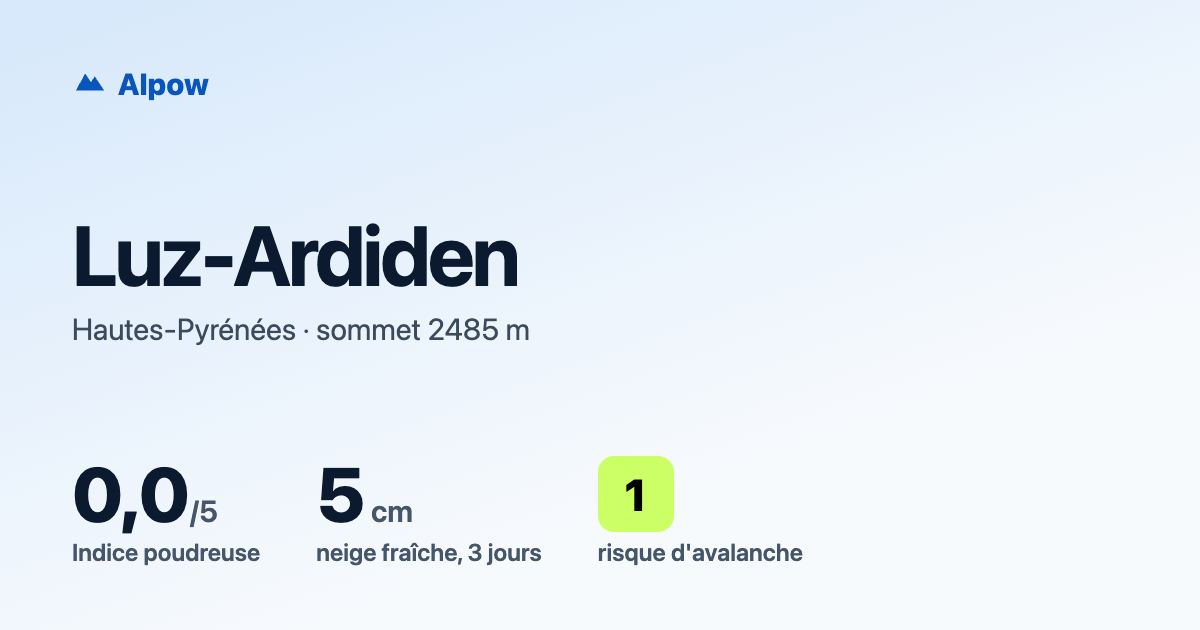 Alpow
Luz-Ardiden
Hautes-Pyrénées · sommet 2485 m
0,0/5
Indice poudreuse
5 cm
neige fraîche, 3 jours
1
risque d'avalanche